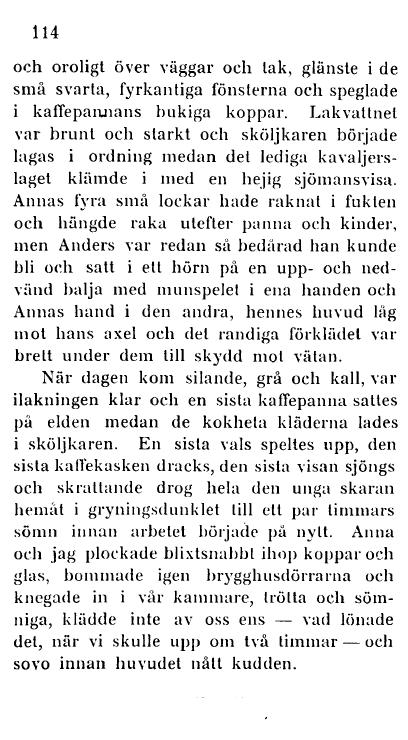 114
och oroligt över väggar och tak, glänste i de
små svarta, fyrkantiga fönsterna och speglade
i kaffepannans bukiga koppar. Lakvattnet
var brunt och starkt och sköljkaren började
lagas i ordning medan det lediga kavaljers-
laget klämde i med en hejig sjömansvisa.
Annas fyra små lockar hade raknat i fukten
och hängde raka utefter panna och kinder,
men Anders var redan så bedårad han kunde
bli och satt i ett hörn på en upp- och ned-
vänd balja med munspelet i ena handen och
Annas hand i den andra, hennes huvud låg
mot hans axel och det randiga förklädet var
brett under dem till skydd mot vätan.
När dagen kom silande, grå och kall, var
ilakningen klar och en sista kaffepanna sattes
på elden medan de kokheta kläderna lades
i sköljkaren. En sista vals speltes upp, den
sista kaffekasken dracks, den sista visan sjöngs
och skrattande drog hela den unga skaran
hemåt i gryningsdunklet till ett par timmars
sömn innan arbetet började på nytt. Anna
och jag plockade blixtsnabbt ihop koppar och
glas, bommade igen brygghusdörrarna och
knegade in i vår kammare, trötta och söm-
niga, klädde inte av oss ens — vad lönade
det, när vi skulle upp om två timmar — och
sovo innan huvudet nått kudden.